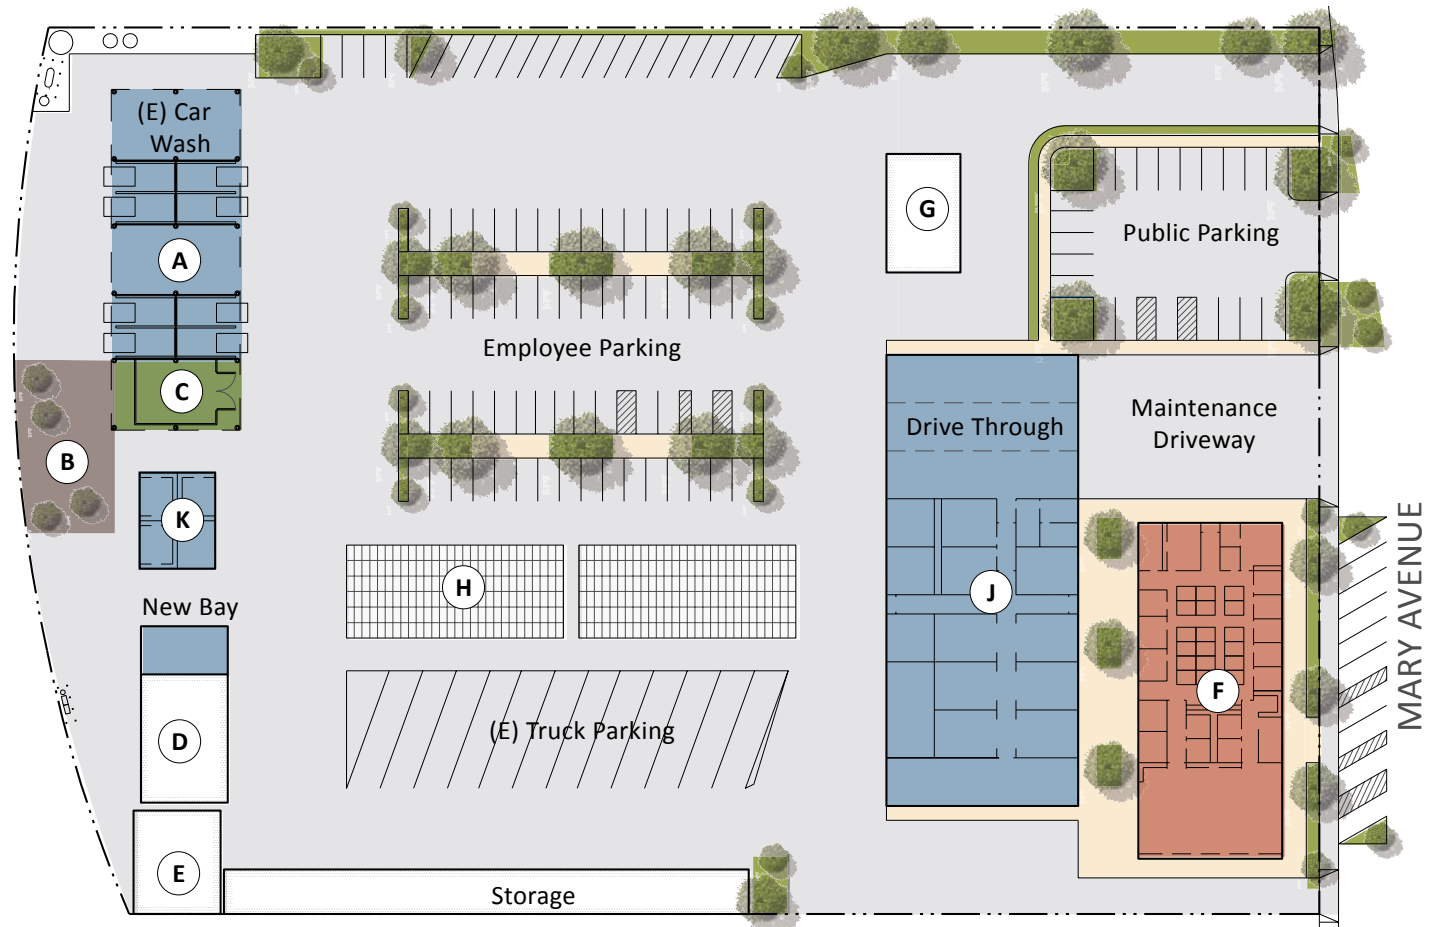 (E) Car
Wash
A
G
Public Parking
Employee Parking
C
B
Drive Through
Maintenance
Driveway
K
H
J
New Bay
F
D
(E) Truck Parking
E
Storage
MARY AVENUE